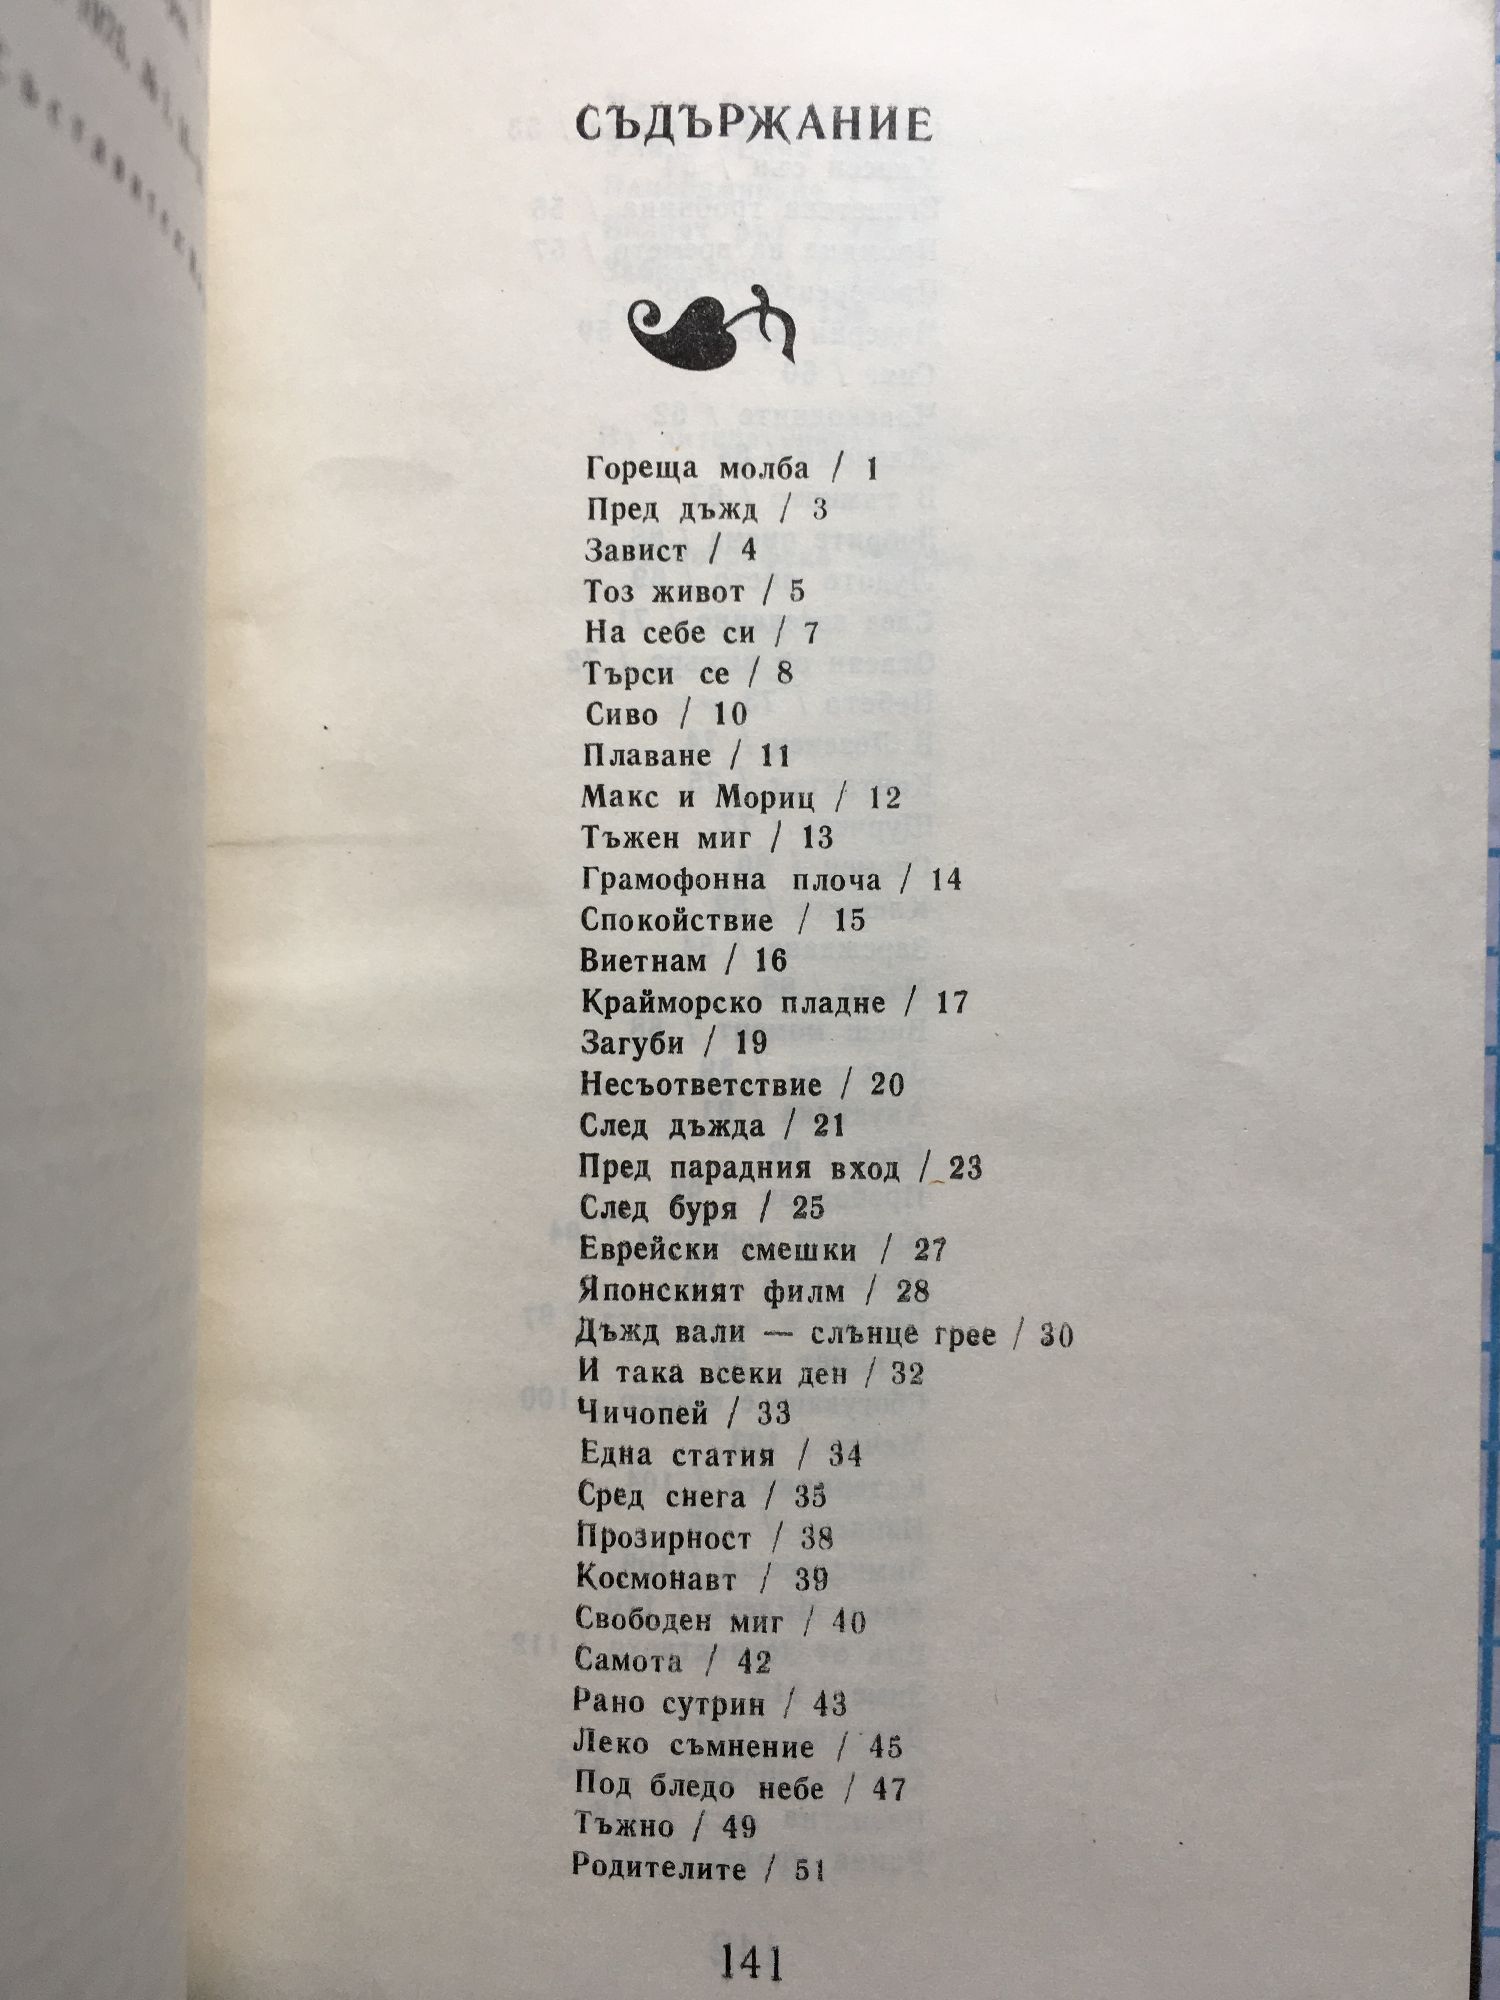 СЪДЪРЖАНИЕ
Гореща молба / 1
Пред дъжд / 3
Завист / 4
Тоз живот / 5
На себе си / 7
Търси се / 8
Сиво / 10
Плаване / 11
Макс и Мориц / 12
Тъжен миг / 13
Грамофонна плоча / 14
Спокойствие / 15
Виетнам / 16
Крайморско пладне / 17
Загуби / 19
Несъответствие / 20
След дъжда / 21
Пред парадния вход / 23
След буря / 25
Еврейски смешки / 27
Японският филм / 28
Дъжд вали — слънце грее / 30
И така всеки ден / 32
Чичопей / 33
Една статия / 34
Сред снега / 35
Прозирност / 38
Космонавт / 39
Свободен миг / 40
Самота / 42
Рано сутрин / 43
Леко съмнение / 45
Под бледо небе / 47
Тъжно / 49
Родителите / 51
141